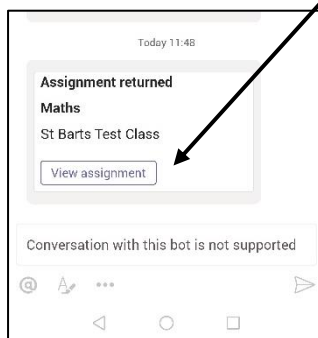 Today 11:48
Assignment returned
Maths
St Barts Test Class
View assignment
Conversation with this bot is not supported